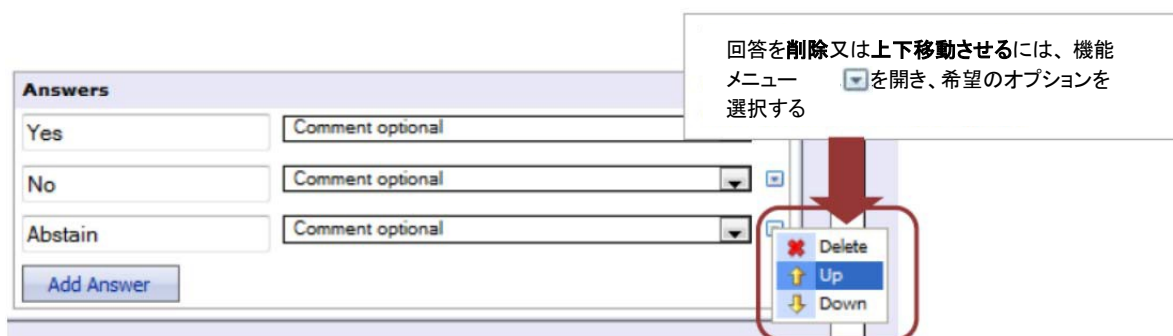 回答を削除又は上下移動させるには、機能
メニュー を開き、希望のオプションを
選択する
Answers
Yes
Comment optional
No
Comment optional
Abstain
Comment optional
Delete
Up
Down
Add Answer